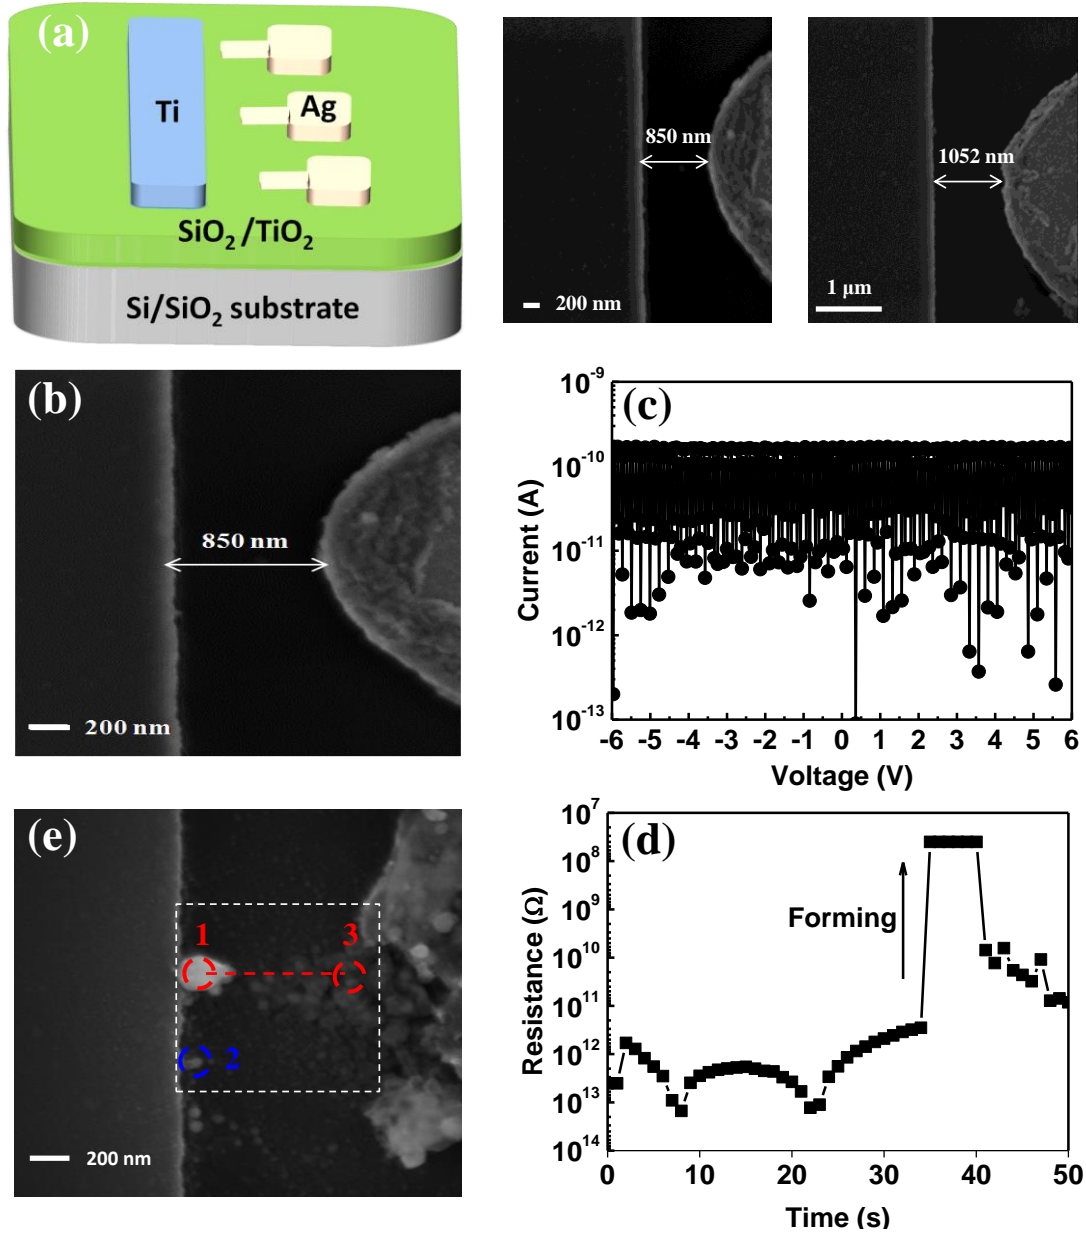 (a)
Ti
Ag
SiO₂ /TiO₂
Si/SiO₂ substrate
850 nm
200 nm
1052 nm
1 μm
(b)
850 nm
200 nm
(c)
10⁻⁹
10⁻¹⁰
10⁻¹¹
10⁻¹²
10⁻¹³
Current (A)
-6 -5 -4 -3 -2 -1 0 1 2 3 4 5 6
Voltage (V)
(e)
1
3
2
200 nm
(d)
10⁷
10⁸
10⁹
10¹⁰
10¹¹
10¹²
10¹³
10¹⁴
Resistance (Ω)
Forming
0 10 20 30 40 50
Time (s)